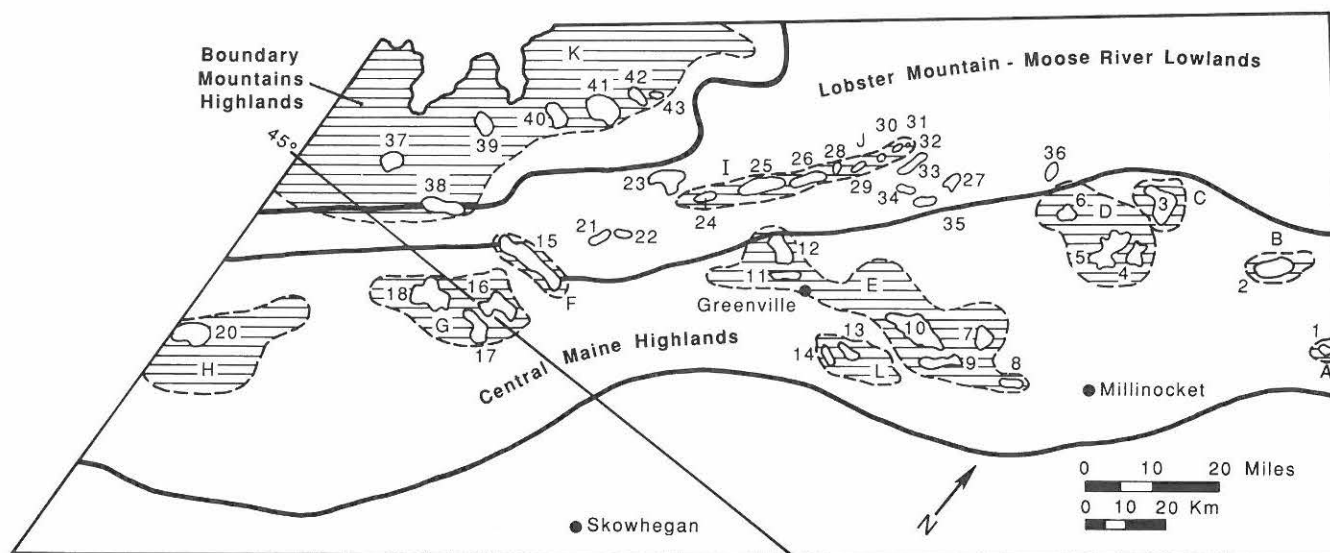 K
Boundary
Mountains
Highlands
Lobster Mountain - Moose River Lowlands
42
41
43
40
39
45°
37
38
31
30
32
J
28
26
25
I
33
29
27
34
35
24
23
36
6
D
3
C
5
4
B
2
21
22
15
12
11
E
F
Greenville
18
16
G
17
20
H
Central Maine Highlands
10
7
13
14
9
8
L
1
A
Millinocket
0 10 20 Miles
0 10 20 Km
N
Skowhegan